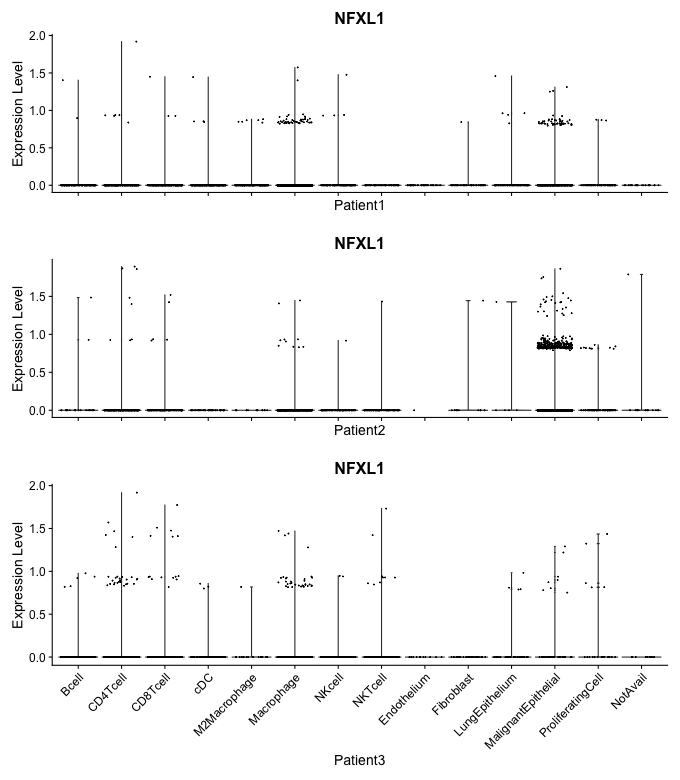 NFXL1
Expression Level
2.0
1.5
1.0
0.5
0.0
Patient1
NFXL1
Expression Level
1.5
1.0
0.5
0.0
Patient2
NFXL1
Expression Level
2.0
1.5
1.0
0.5
0.0
Bcell
CD4Tcell
CD8Tcell
cDC
M2Macrophage
Macrophage
NKcell
NKTcell
Endothelium
Fibroblast
LungEpithelium
MalignantEpithelial
ProliferatingCell
NotAvail
Patient3